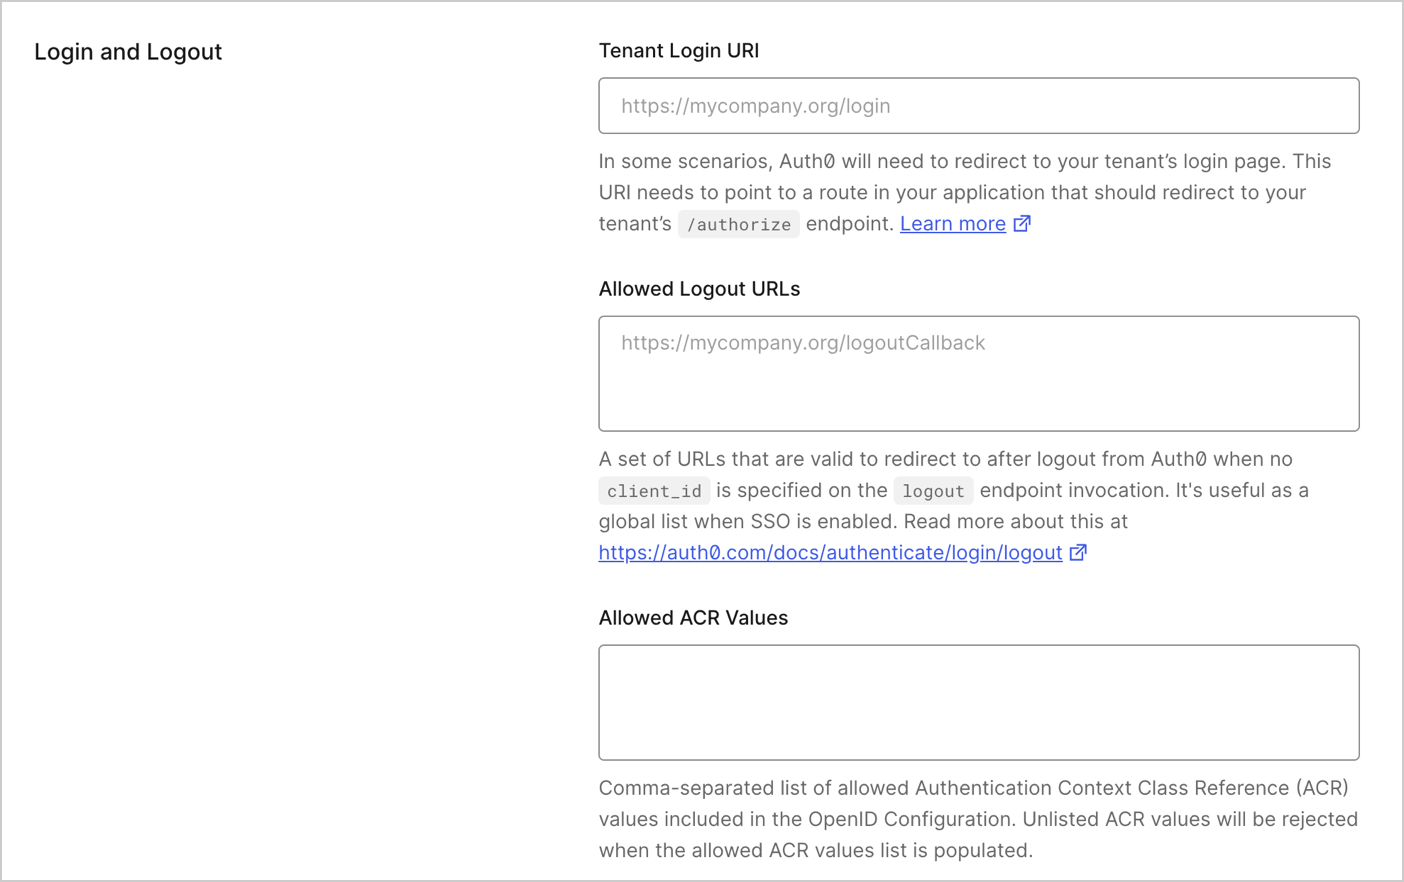 Login and Logout
Tenant Login URI
https://mycompany.org/login
In some scenarios, Auth0 will need to redirect to your tenant’s login page. This
URI needs to point to a route in your application that should redirect to your
tenant’s /authorize endpoint. Learn more
Allowed Logout URLs
https://mycompany.org/logoutCallback
A set of URLs that are valid to redirect to after logout from Auth0 when no
client_id is specified on the logout endpoint invocation. It's useful as a
global list when SSO is enabled. Read more about this at
https://auth0.com/docs/authenticate/login/logout
Allowed ACR Values
Comma-separated list of allowed Authentication Context Class Reference (ACR)
values included in the OpenID Configuration. Unlisted ACR values will be rejected
when the allowed ACR values list is populated.